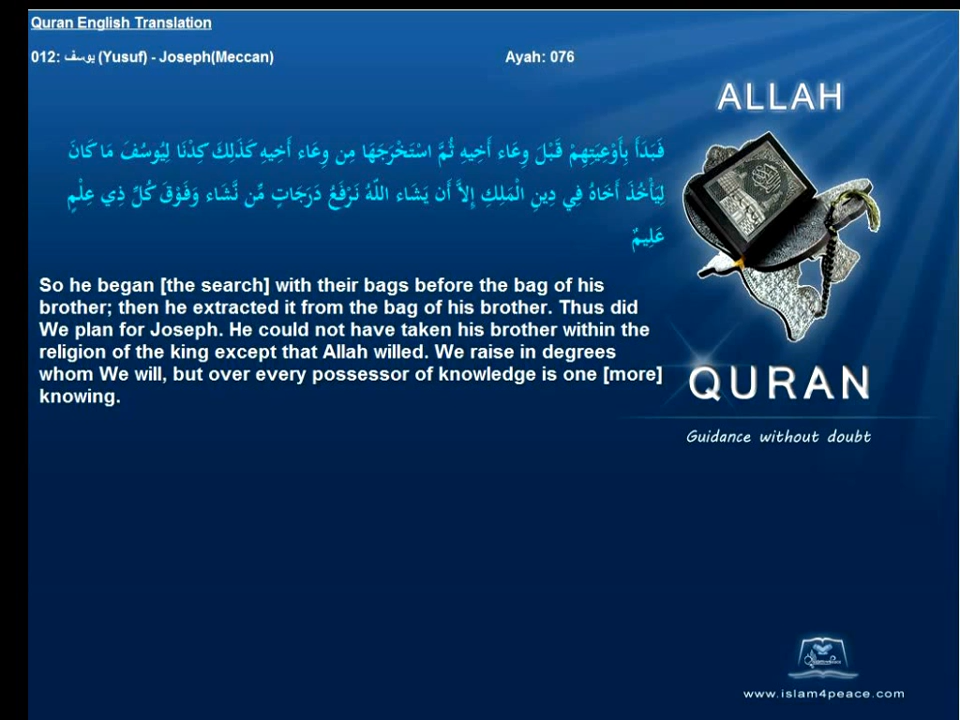 Quran English Translation
012: يوسف (Yusuf) - Joseph(Meccan)
Ayah: 076
ALLAH
فَبَدَأَ بِأَوْعِيَتِهِمْ قَبْلَ وِعَاء أَخِيهِ ثُمَّ اسْتَخْرَجَهَا مِن وِعَاء أَخِيهِ كَذَلِكَ كِدْنَا لِيُوسُفَ مَا كَانَ
لِيَأْخُذَ أَخَاهُ فِي دِينِ الْمَلِكِ إِلاَّ أَن يَشَاء اللّهُ نَرْفَعُ دَرَجَاتٍ مِّن نَّشَاء وَفَوْقَ كُلِّ ذِي عِلْمٍ
عَلِيمٌ
So he began [the search] with their bags before the bag of his
brother; then he extracted it from the bag of his brother. Thus did
We plan for Joseph. He could not have taken his brother within the
religion of the king except that Allah willed. We raise in degrees
whom We will, but over every possessor of knowledge is one [more]
knowing.
QURAN
Guidance without doubt
www.islam4peace.com